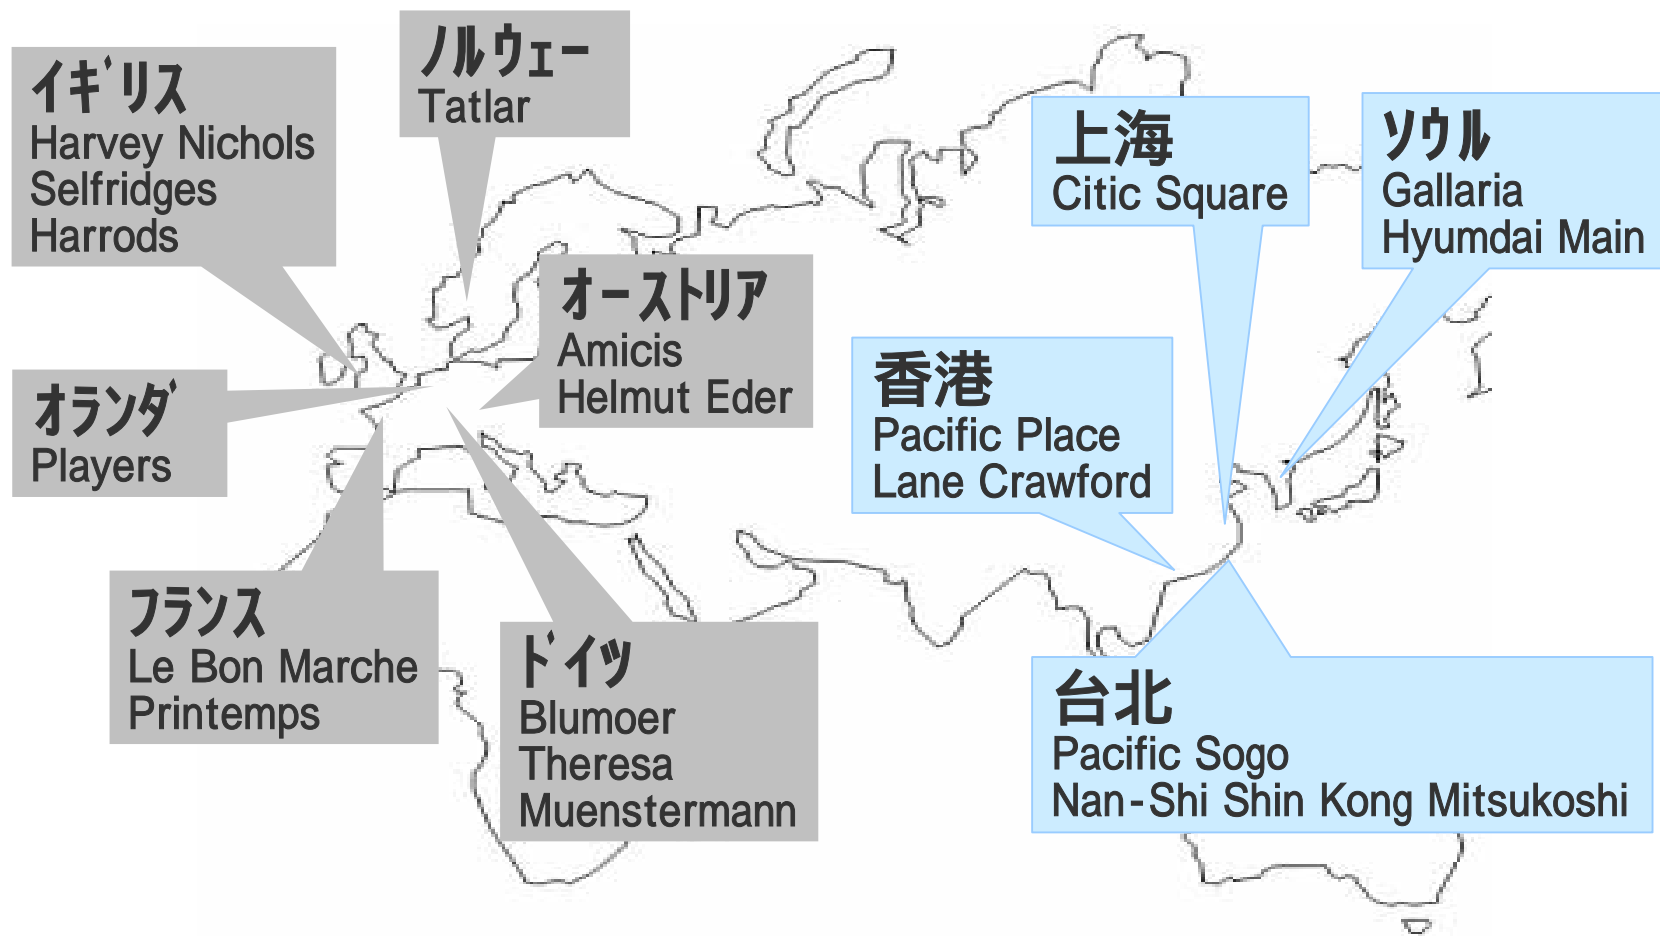 ｲｷﾞﾘｽ
Harvey Nichols
Selfridges
Harrods
ﾉﾙｳｪｰ
Tatlar
ｵｰｽﾄﾘｱ
Amicis
Helmut Eder
ｵﾗﾝﾀﾞ
Players
ﾌﾗﾝｽ
Le Bon Marche
Printemps
ﾄﾞｲﾂ
Blumoer
Theresa
Muenstermann
上海
Citic Square
ｿｳﾙ
Gallaria
Hyumdai Main
香港
Pacific Place
Lane Crawford
台北
Pacific Sogo
Nan-Shi Shin Kong Mitsukoshi